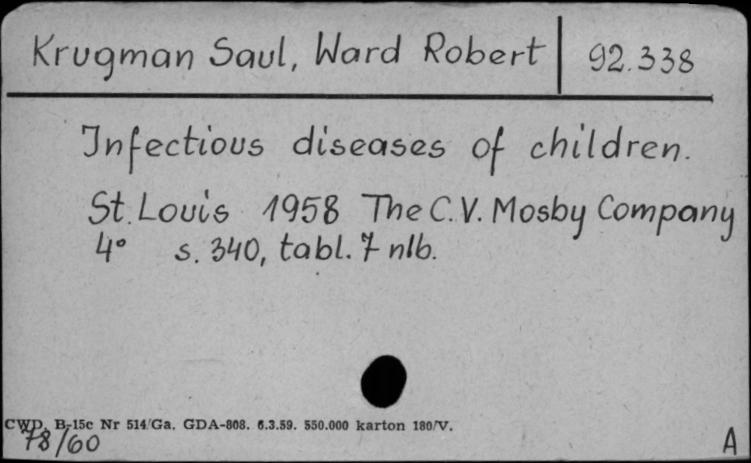 Krugman Saul, Ward Robert 92.338
Infectious diseases of children.
St. Louis 1958 The C.V. Mosby Company
4° s. 340, tabl. 7 nlb.
CWD. B-15c Nr 514/Ga. GDA-808. 6.3.59. 550.000 karton 180/V.
78/60 A